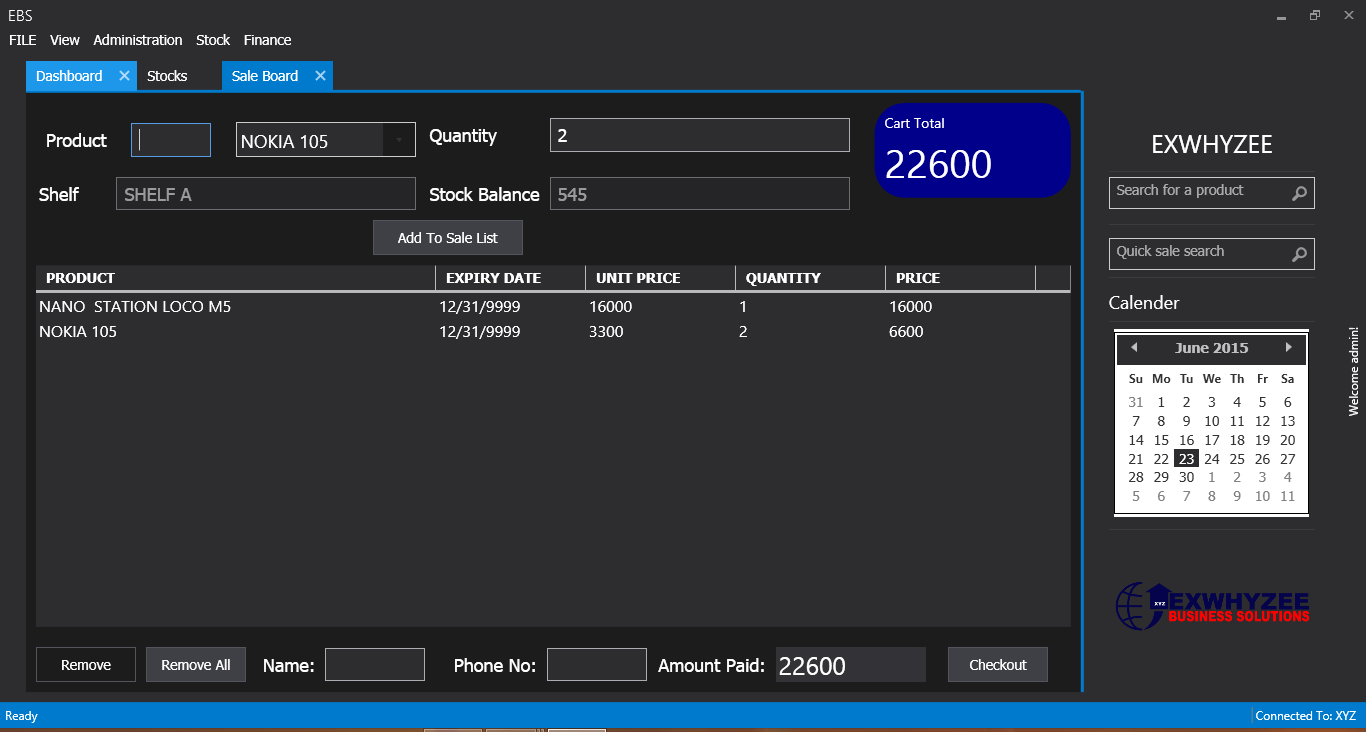 EBS
FILE View Administration Stock Finance
Dashboard Stocks Sale Board
Product NOKIA 105 Quantity 2
Shelf SHELF A Stock Balance 545
Cart Total
22600
Add To Sale List
PRODUCT EXPIRY DATE UNIT PRICE QUANTITY PRICE
NANO STATION LOCO M5 12/31/9999 16000 1 16000
NOKIA 105 12/31/9999 3300 2 6600
Remove Remove All Name: Phone No: Amount Paid: 22600 Checkout
EXWHYZEE
Search for a product
Quick sale search
Calender
June 2015
Su Mo Tu We Th Fr Sa
31 1 2 3 4 5 6
7 8 9 10 11 12 13
14 15 16 17 18 19 20
21 22 23 24 25 26 27
28 29 30 1 2 3 4
5 6 7 8 9 10 11
Welcome admin!
XYZ
EXWHYZEE
BUSINESS SOLUTIONS
Ready Connected To: XYZ